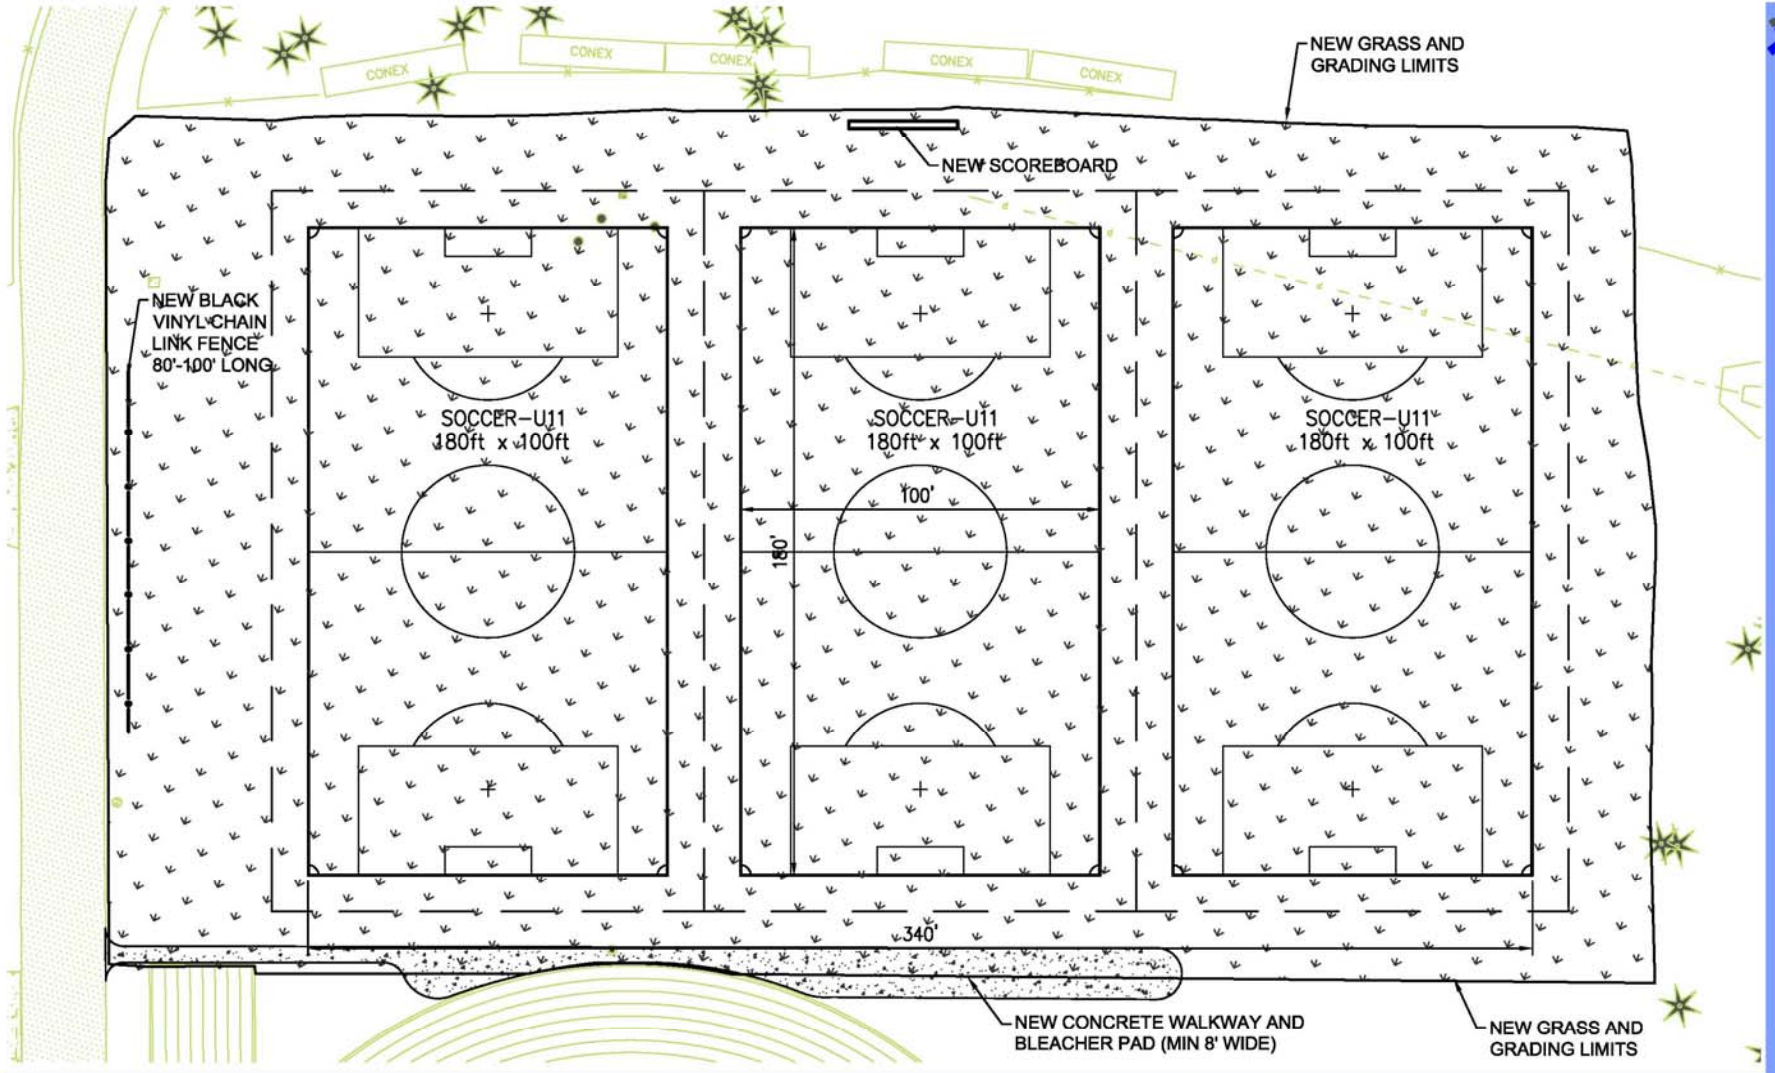 CONEX
CONEX
CONEX
CONEX
CONEX
NEW GRASS AND
GRADING LIMITS
NEW SCOREBOARD
NEW BLACK
VINYL CHAIN
LINK FENCE
80'-100' LONG
SOCCER-U11
180ft x 100ft
SOCCER-U11
180ft x 100ft
SOCCER-U11
180ft x 100ft
100'
180'
340'
NEW CONCRETE WALKWAY AND
BLEACHER PAD (MIN 8' WIDE)
NEW GRASS AND
GRADING LIMITS